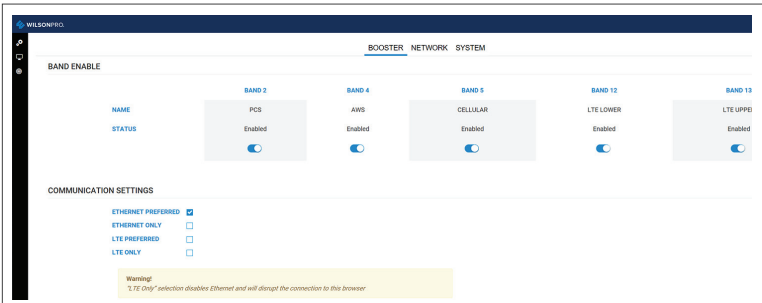 WILSONPRO.
BOOSTER NETWORK SYSTEM
BAND ENABLE
BAND 2 BAND 4 BAND 5 BAND 12 BAND 13
NAME PCS AWS CELLULAR LTE LOWER LTE UPPE
STATUS Enabled Enabled Enabled Enabled Enabled
COMMUNICATION SETTINGS
ETHERNET PREFERRED
ETHERNET ONLY
LTE PREFERRED
LTE ONLY
Warning!
"LTE Only" selection disables Ethernet and will disrupt the connection to this browser